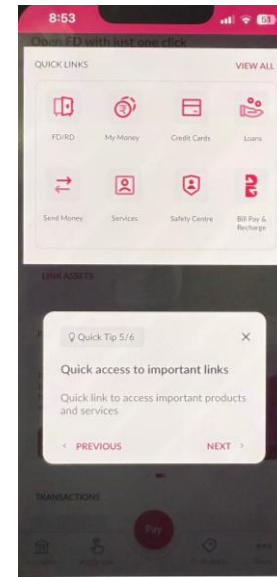 8:53
51
Open FD with just one click
QUICK LINKS
VIEW ALL
FD/RD
My Money
Credit Cards
Loans
Send Money
Services
Safety Centre
Bill Pay &
Recharge
LINK ASSETS
Quick Tip 5/6
Quick access to important links
Quick link to access important products
and services
PREVIOUS
NEXT
TRANSACTIONS
Pay